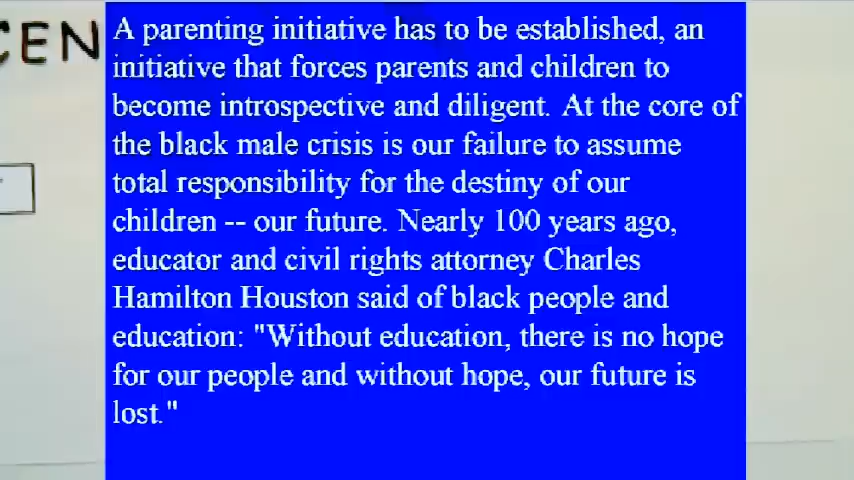 CEN
A parenting initiative has to be established, an
initiative that forces parents and children to
become introspective and diligent. At the core of
the black male crisis is our failure to assume
total responsibility for the destiny of our
children -- our future. Nearly 100 years ago,
educator and civil rights attorney Charles
Hamilton Houston said of black people and
education: "Without education, there is no hope
for our people and without hope, our future is
lost."